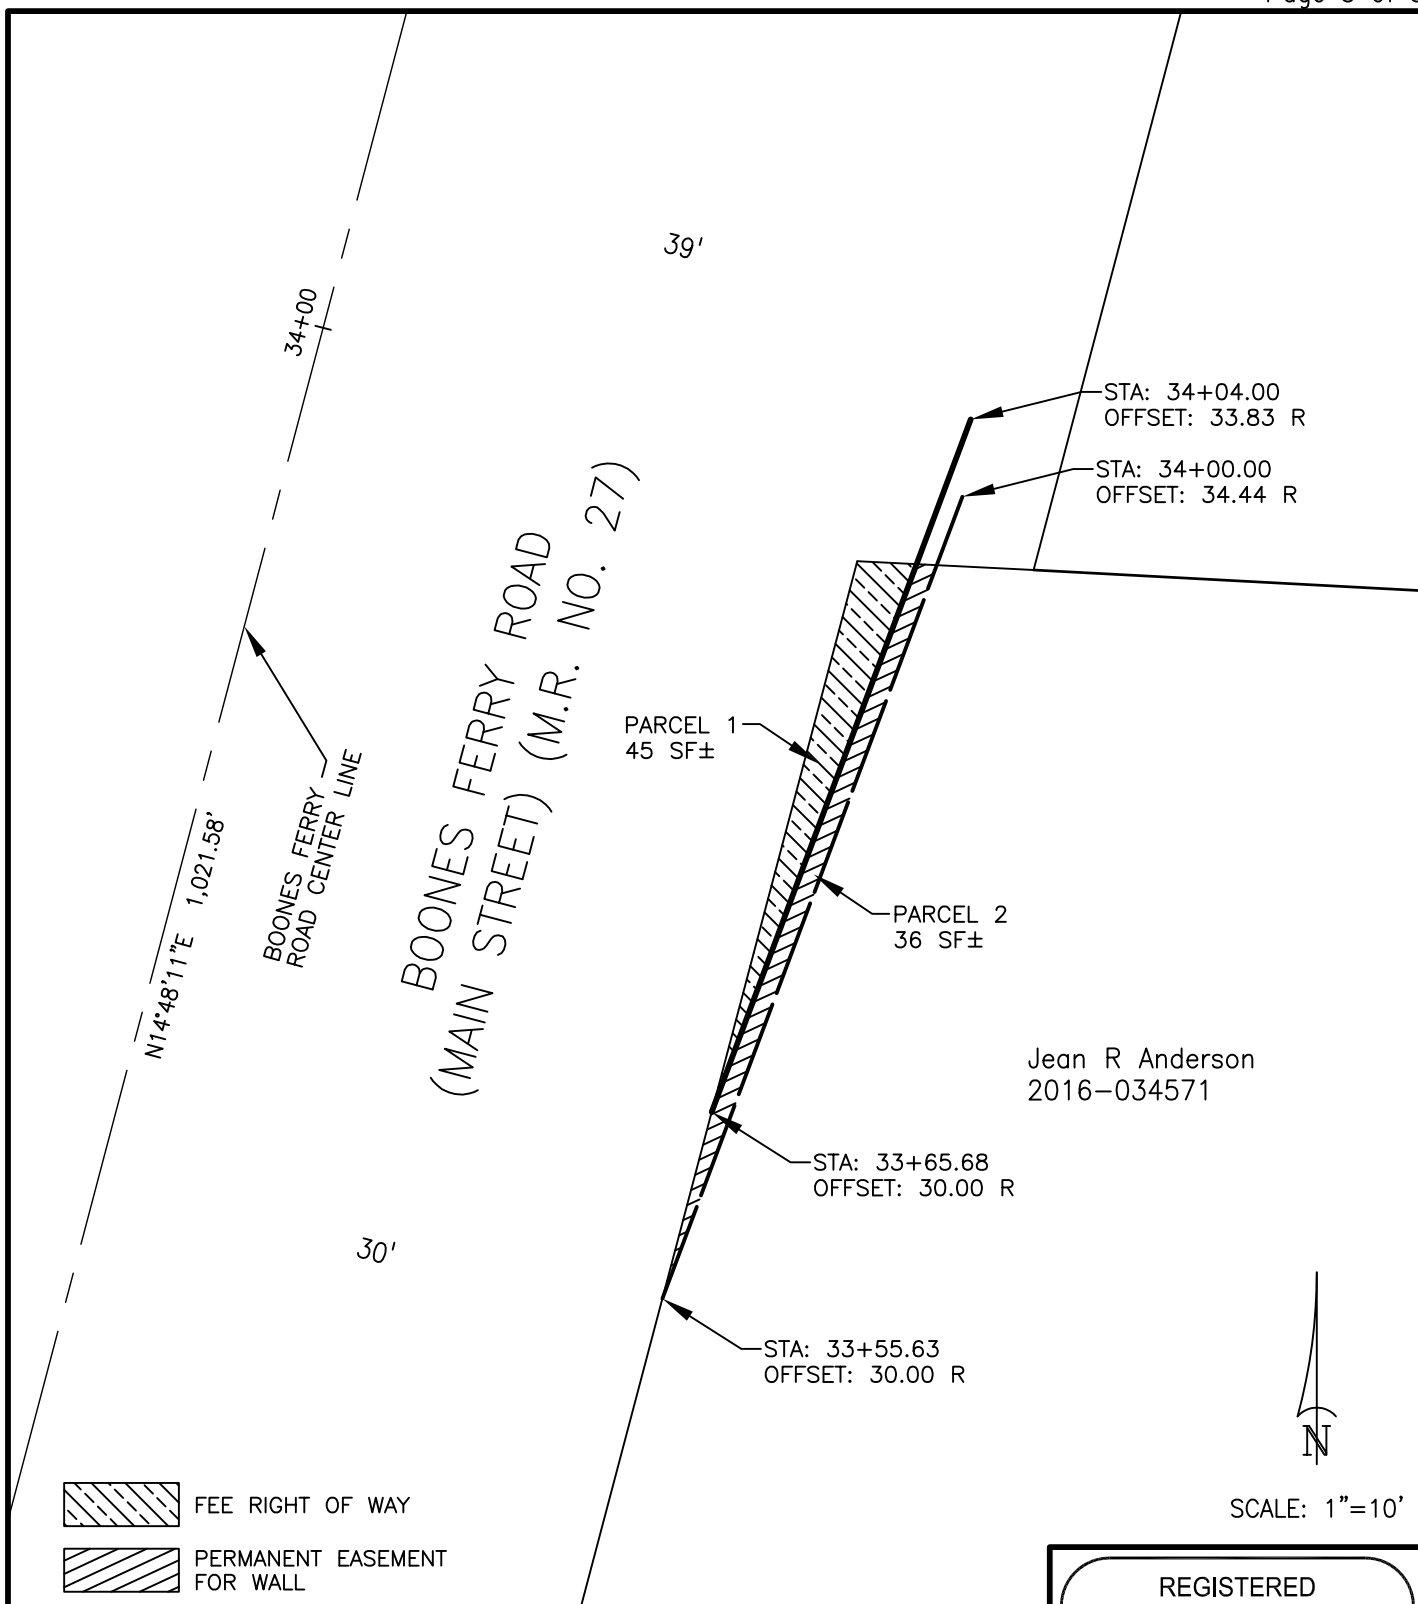 39'
34+00
STA: 34+04.00
OFFSET: 33.83 R
STA: 34+00.00
OFFSET: 34.44 R
BOONES FERRY ROAD
(MAIN STREET) (M.R. NO. 27)
PARCEL 1
45 SF±
BOONES FERRY
ROAD CENTER LINE
N14°48'11"E 1,021.58'
PARCEL 2
36 SF±
Jean R Anderson
2016-034571
STA: 33+65.68
OFFSET: 30.00 R
30'
STA: 33+55.63
OFFSET: 30.00 R
N
FEE RIGHT OF WAY
SCALE: 1"=10'
PERMANENT EASEMENT
FOR WALL
REGISTERED